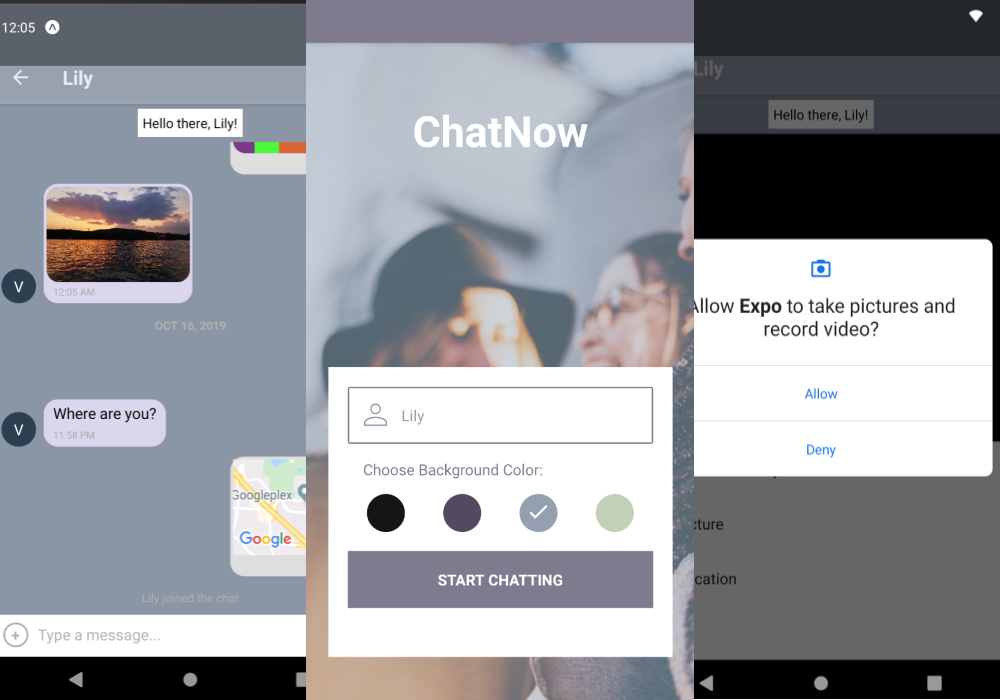 12:05
Lily
Hello there, Lily!
12:05 AM
V
OCT 16, 2019
Where are you?
11:58 PM
V
Googleplex
Google
Lily joined the chat
Type a message...
ChatNow
Lily
Choose Background Color:
START CHATTING
Lily
Hello there, Lily!
Allow Expo to take pictures and
record video?
Allow
Deny
cture
cation